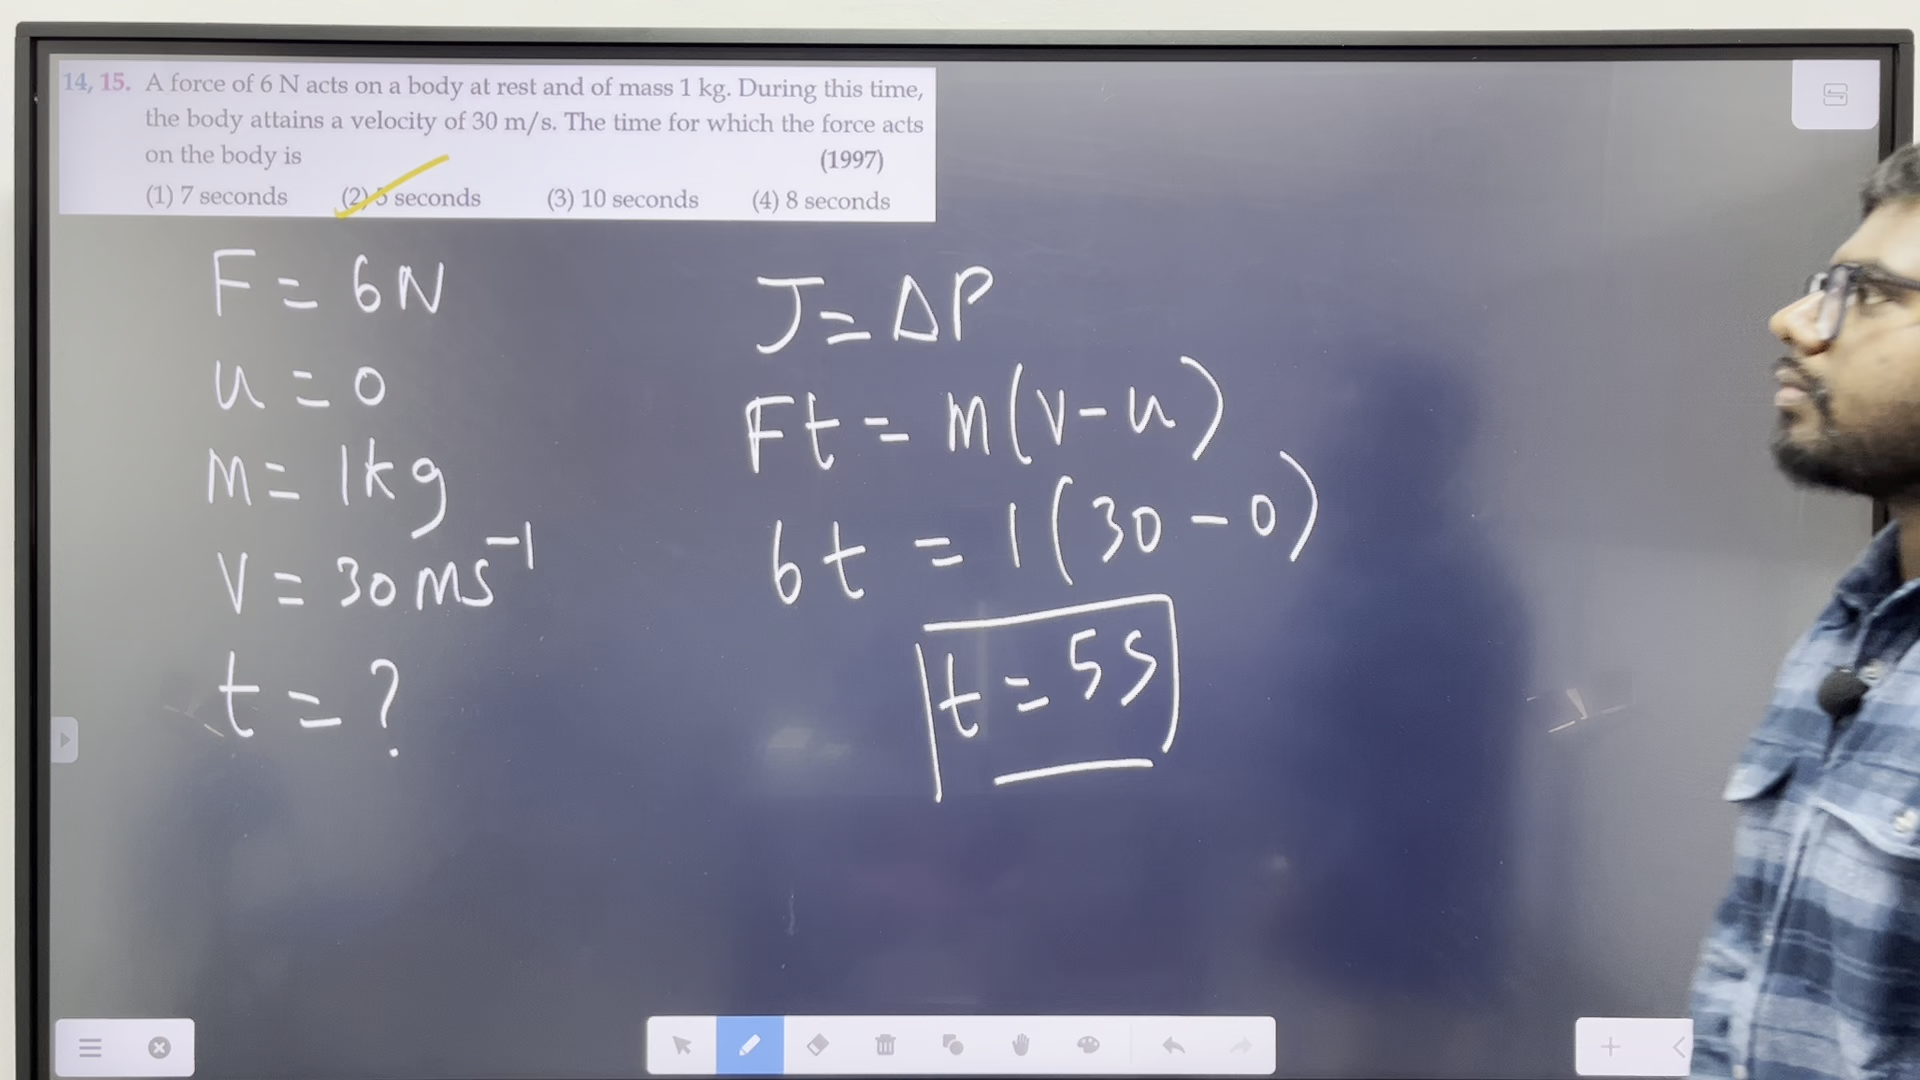 14, 15. A force of 6 N acts on a body at rest and of mass 1 kg. During this time,
the body attains a velocity of 30 m/s. The time for which the force acts
on the body is (1997)
(1) 7 seconds (2) 5 seconds (3) 10 seconds (4) 8 seconds
F = 6N
u = 0
m = 1kg
V = 30 ms⁻¹
t = ?
J = ΔP
Ft = m(v-u)
6t = 1(30-0)
t = 5s